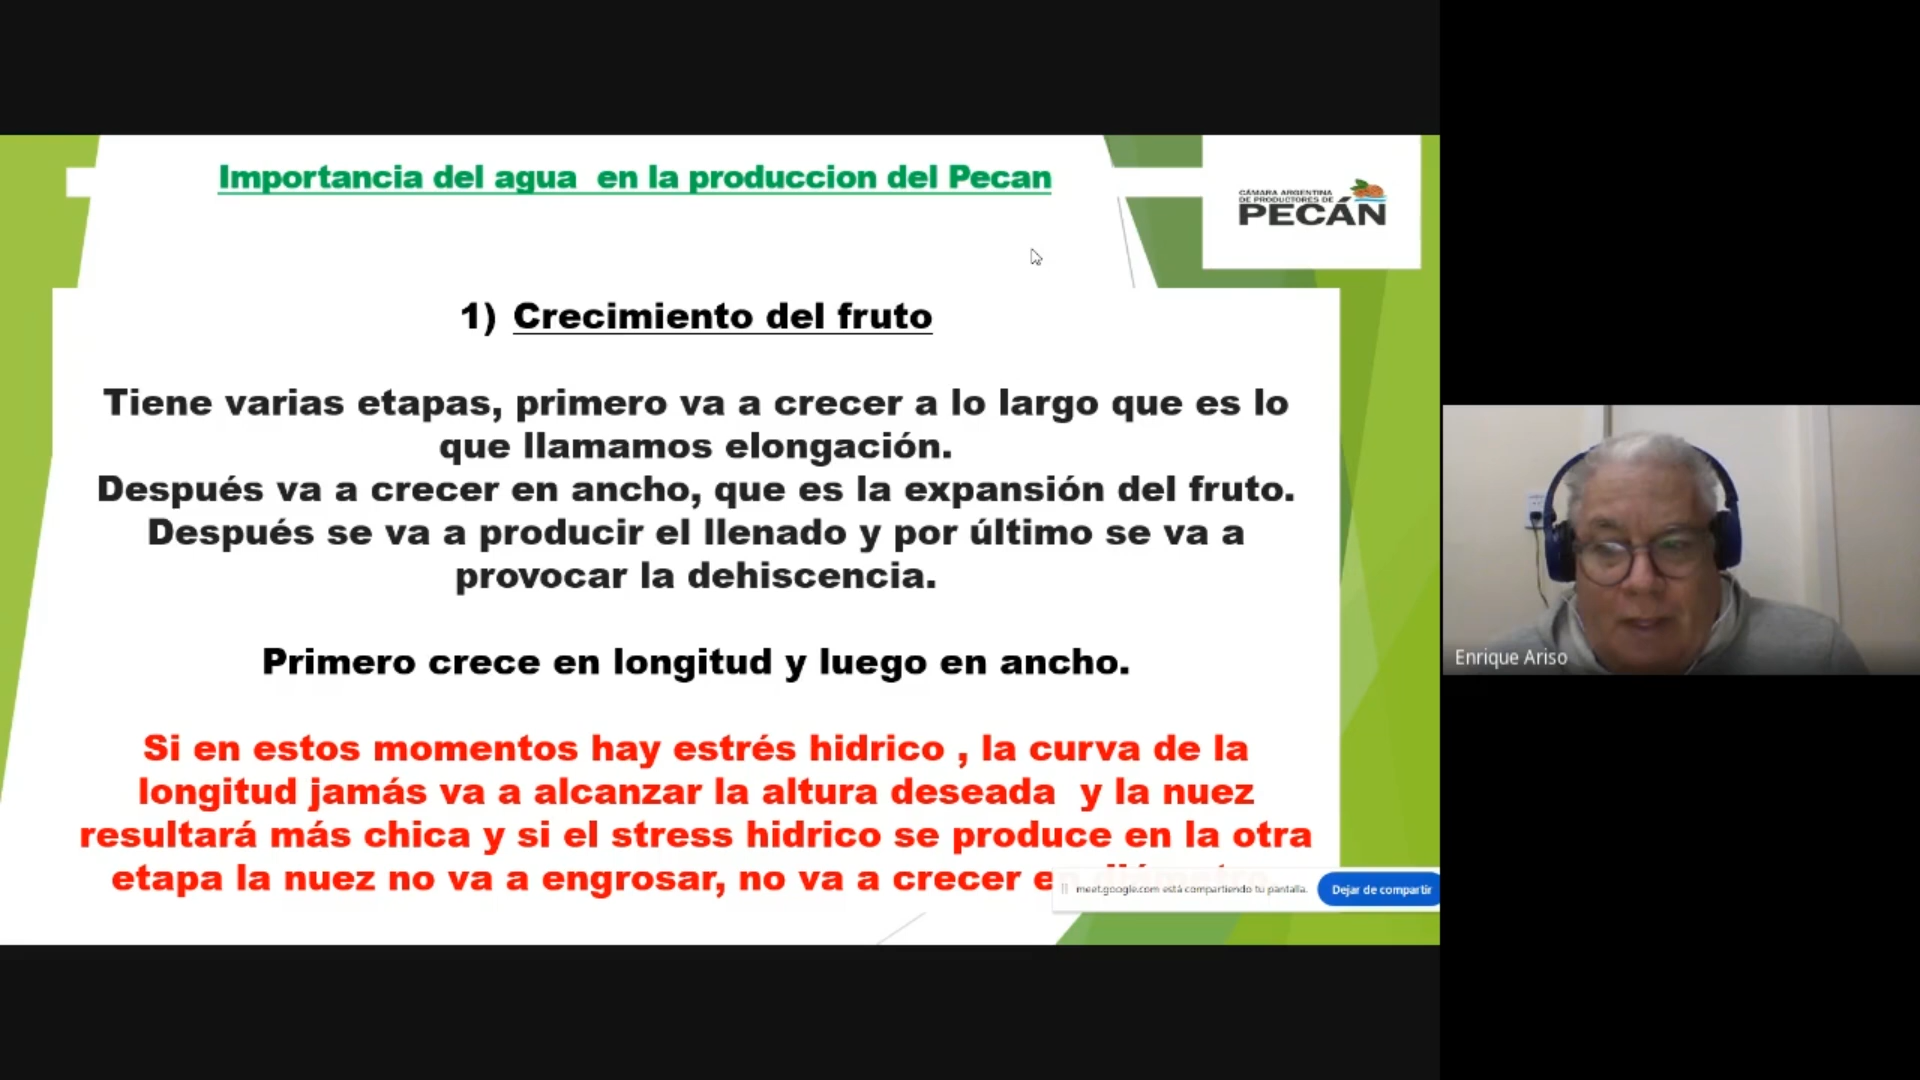 Importancia del agua en la produccion del Pecan
CÁMARA ARGENTINA
DE PRODUCTORES DE
PECÁN
1) Crecimiento del fruto
Tiene varias etapas, primero va a crecer a lo largo que es lo
que llamamos elongación.
Después va a crecer en ancho, que es la expansión del fruto.
Después se va a producir el llenado y por último se va a
provocar la dehiscencia.
Primero crece en longitud y luego en ancho.
Si en estos momentos hay estrés hidrico , la curva de la
longitud jamás va a alcanzar la altura deseada y la nuez
resultará más chica y si el stress hidrico se produce en la otra
etapa la nuez no va a engrosar, no va a crecer
meet.google.com está compartiendo tu pantalla.
Dejar de compartir
Enrique Ariso